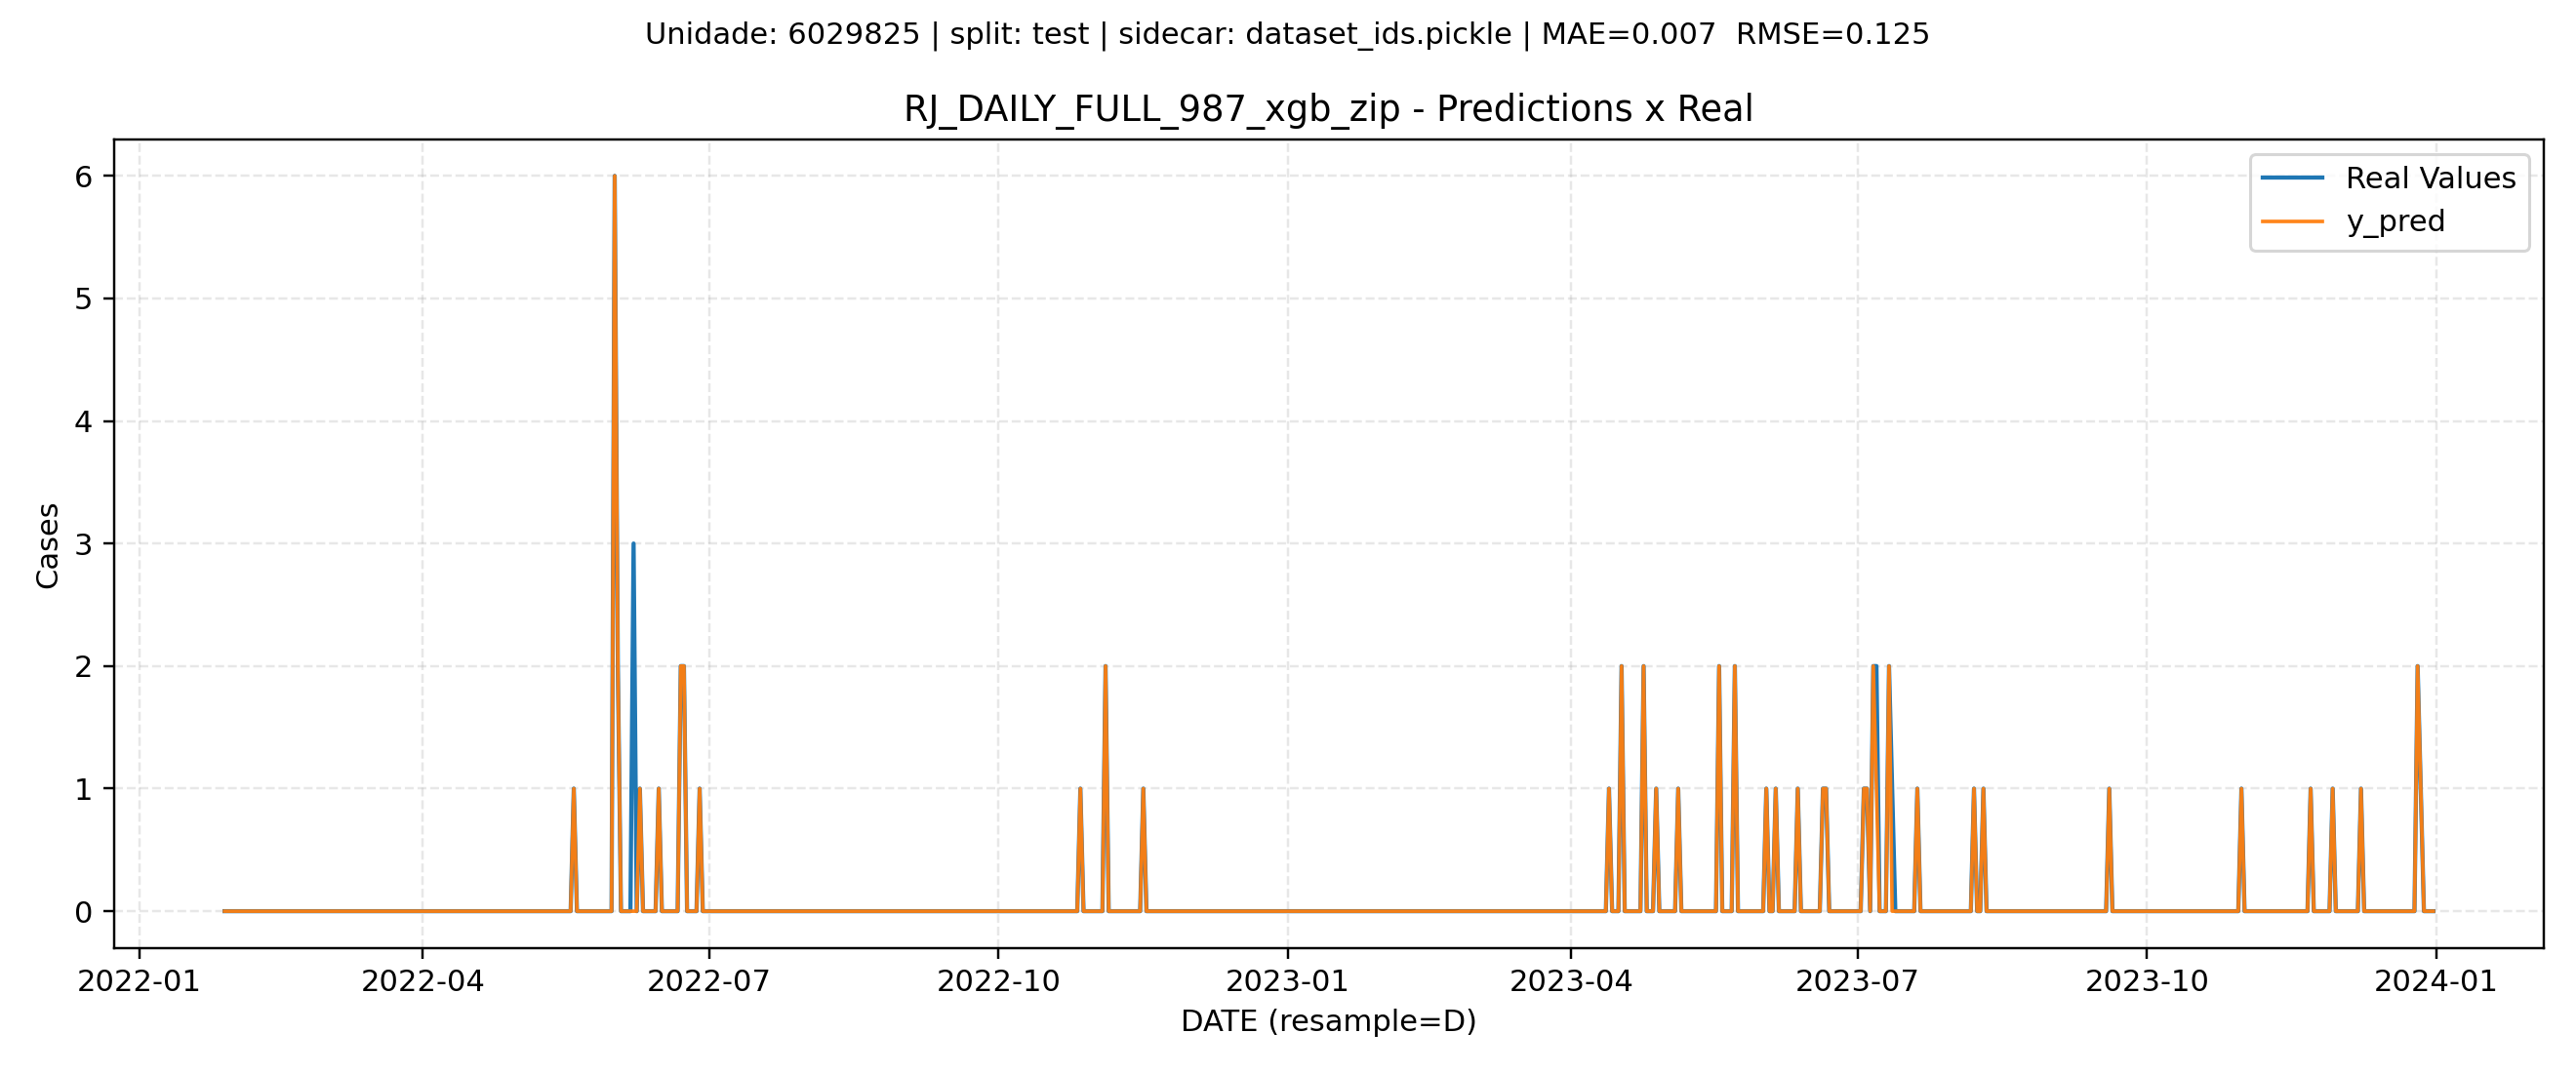 Unidade: 6029825 | split: test | sidecar: dataset_ids.pickle | MAE=0.007  RMSE=0.125
RJ_DAILY_FULL_987_xgb_zip - Predictions x Real
Real Values
y_pred
6
5
4
3
2
1
0
Cases
2022-01
2022-04
2022-07
2022-10
2023-01
2023-04
2023-07
2023-10
2024-01
DATE (resample=D)